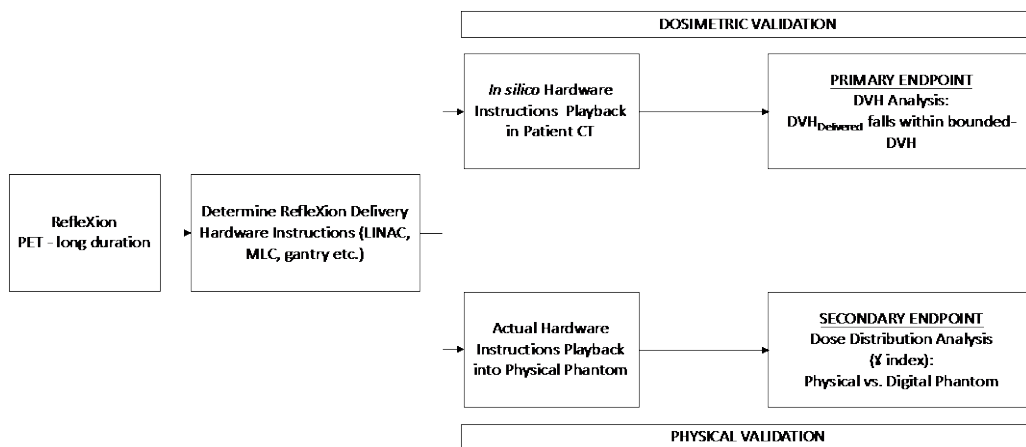 DOSIMETRIC VALIDATION
In silico Hardware
Instructions Playback
in Patient CT
PRIMARY ENDPOINT
DVH Analysis:
DVHDelivered falls within bounded-
DVH
RefleXion
PET - long duration
Determine RefleXion Delivery
Hardware Instructions (LINAC,
MLC, gantry etc.)
Actual Hardware
Instructions Playback
into Physical Phantom
SECONDARY ENDPOINT
Dose Distribution Analysis
(ɣ index):
Physical vs. Digital Phantom
PHYSICAL VALIDATION